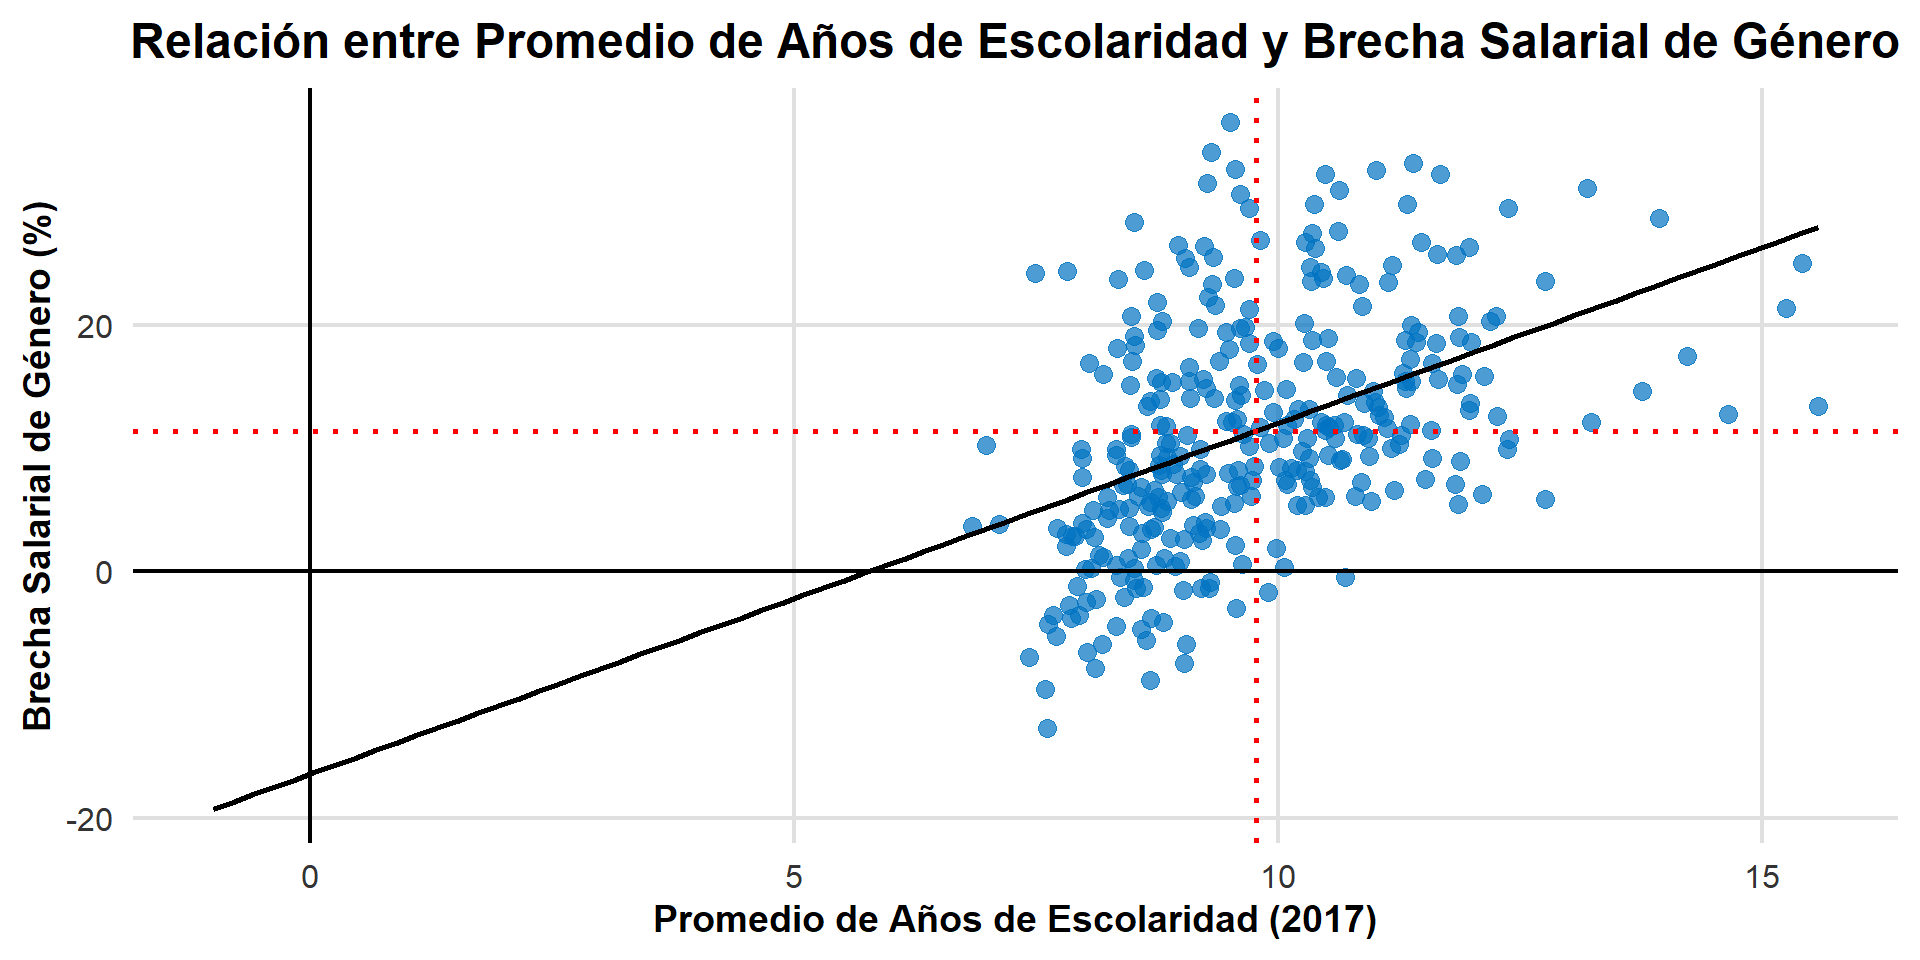 Relación entre Promedio de Años de Escolaridad y Brecha Salarial de Género
Brecha Salarial de Género (%)
20
0
-20
0 5 10 15
Promedio de Años de Escolaridad (2017)